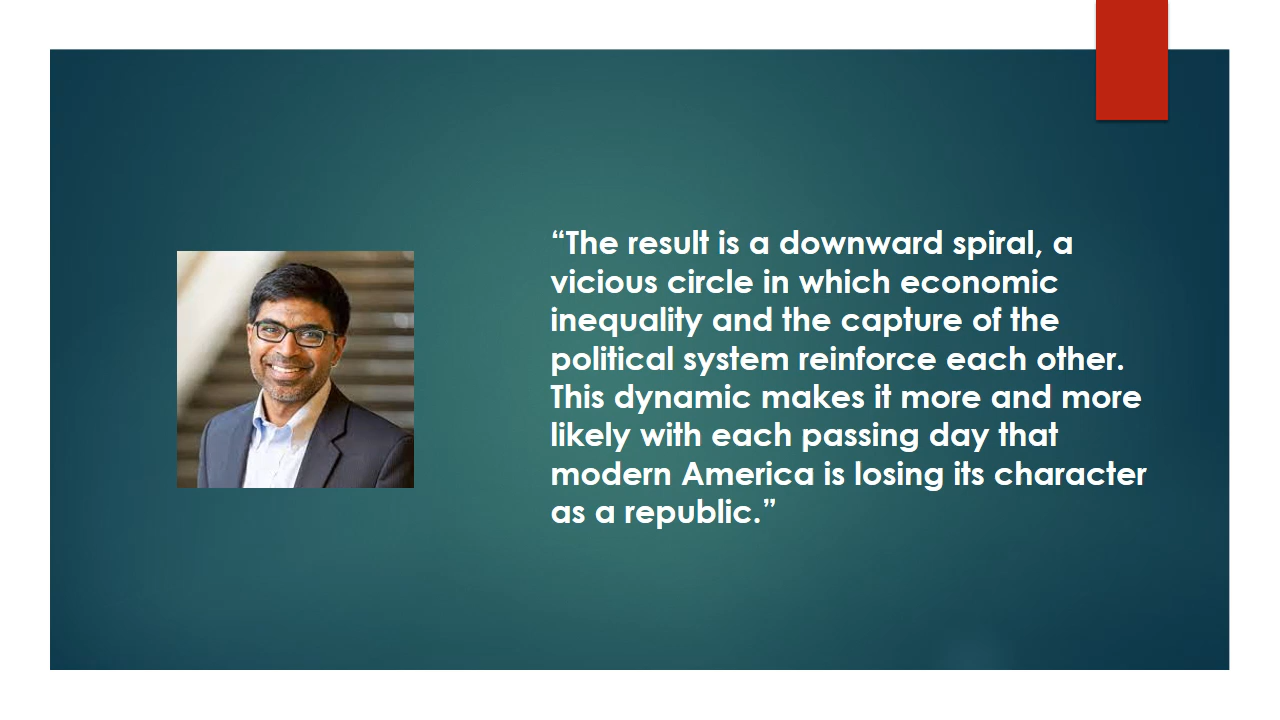 “The result is a downward spiral, a
vicious circle in which economic
inequality and the capture of the
political system reinforce each other.
This dynamic makes it more and more
likely with each passing day that
modern America is losing its character
as a republic.”